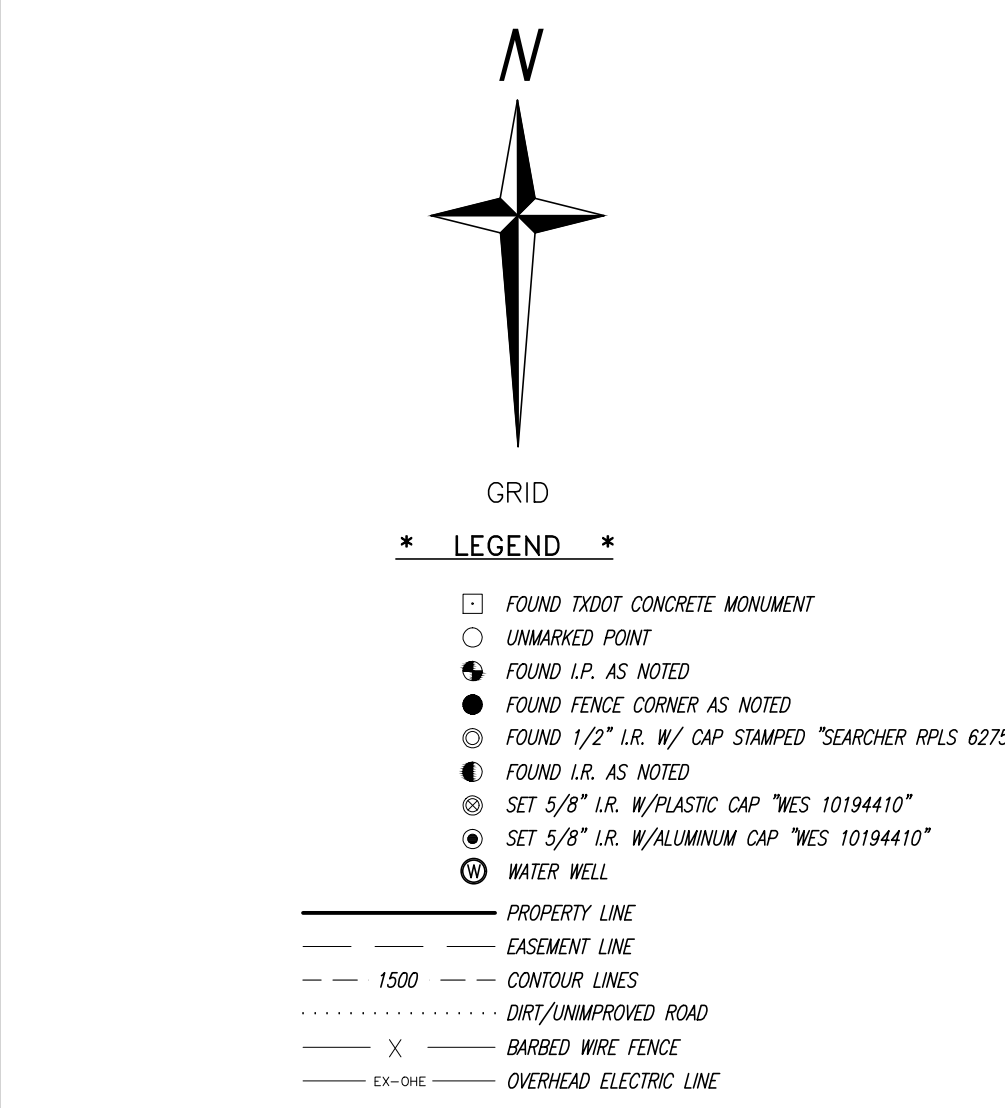 N
GRID
* LEGEND *
FOUND TXDOT CONCRETE MONUMENT
UNMARKED POINT
FOUND I.P. AS NOTED
FOUND FENCE CORNER AS NOTED
FOUND 1/2" I.R. W/ CAP STAMPED "SEARCHER RPLS 6275
FOUND I.R. AS NOTED
SET 5/8" I.R. W/PLASTIC CAP "WES 10194410"
SET 5/8" I.R. W/ALUMINUM CAP "WES 10194410"
W WATER WELL
PROPERTY LINE
EASEMENT LINE
1500 CONTOUR LINES
DIRT/UNIMPROVED ROAD
X BARBED WIRE FENCE
EX-OHE OVERHEAD ELECTRIC LINE